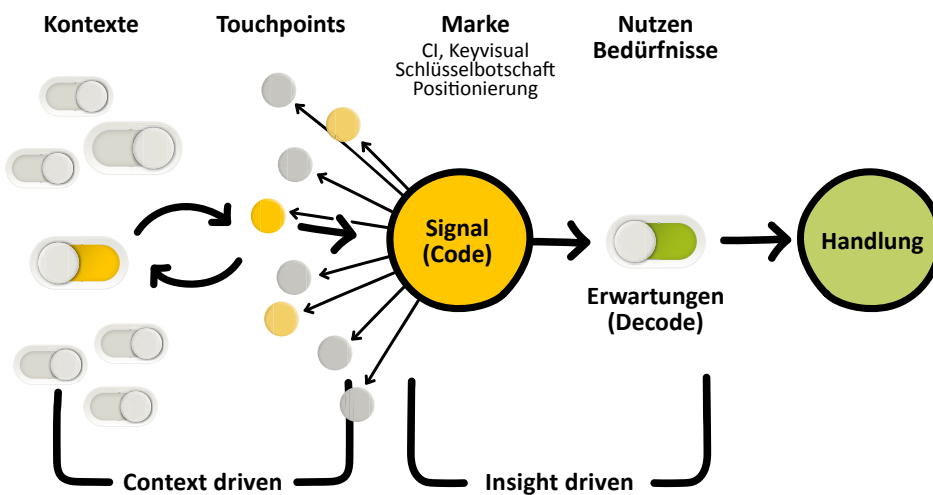 Kontexte
Touchpoints
Marke
CI, Keyvisual
Schlüsselbotschaft
Positionierung
Nutzen
Bedürfnisse
Signal
(Code)
Erwartungen
(Decode)
Handlung
Context driven
Insight driven